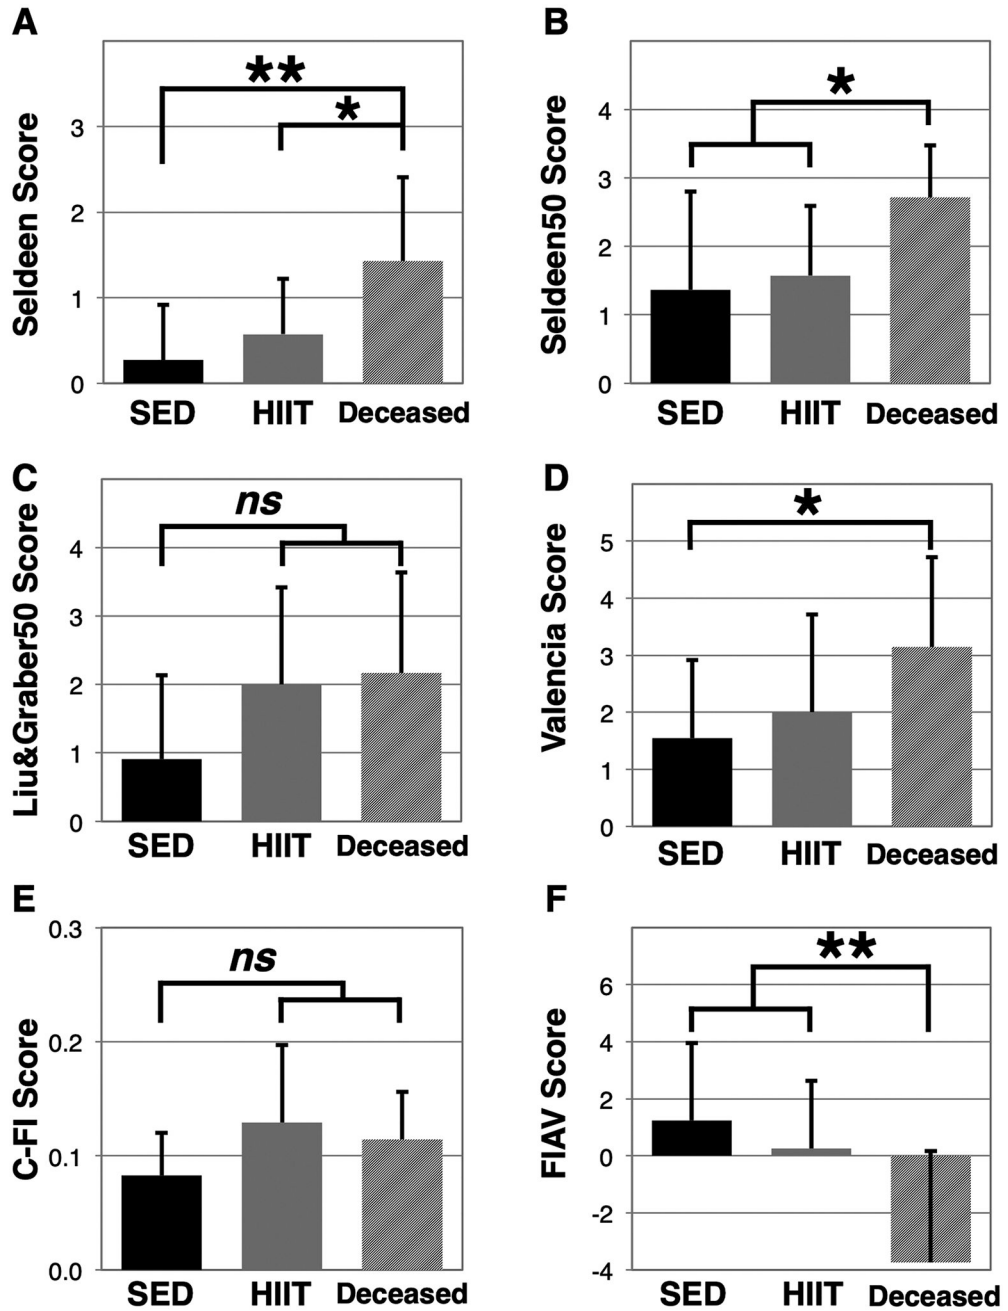 A
Seldeen Score
**
*
3
2
1
0
SED HIIT Deceased
B
Seldeen50 Score
*
4
3
2
1
0
SED HIIT Deceased
C
Liu&Graber50 Score
ns
4
3
2
1
0
SED HIIT Deceased
D
Valencia Score
*
5
4
3
2
1
0
SED HIIT Deceased
E
C-FI Score
ns
0.3
0.2
0.1
0.0
SED HIIT Deceased
F
FIAV Score
**
6
4
2
0
-2
-4
SED HIIT Deceased